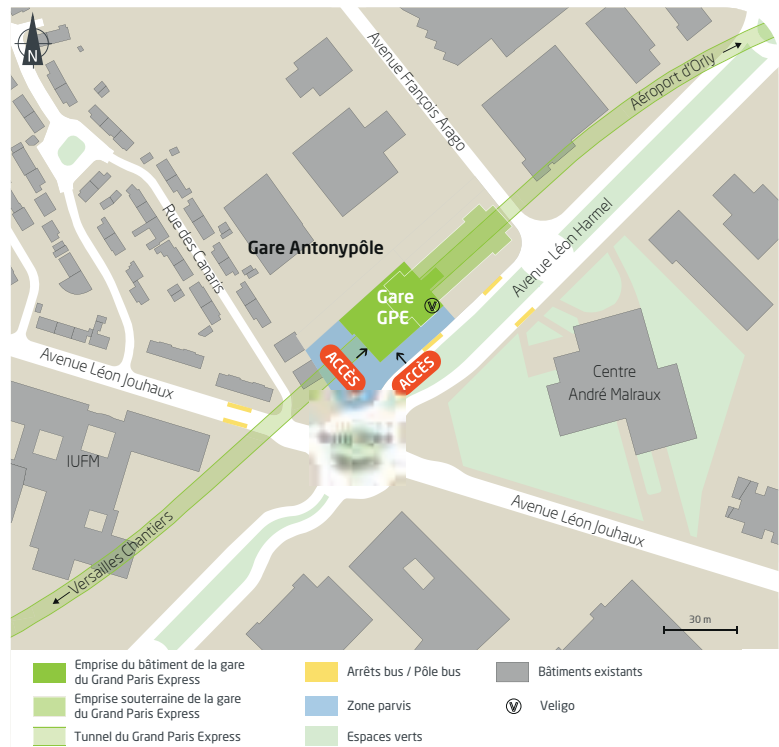 N
Avenue François Arago
Aéroport d'Orly
Rue des Canaris
Gare Antonypôle
Avenue Léon Harmel
Gare
GPE
V
ACCÈS
ACCÈS
Avenue Léon Jouhaux
Centre
André Malraux
IUFM
Avenue Léon Jouhaux
Versailles Chantiers
30 m
Emprise du bâtiment de la gare
du Grand Paris Express
Emprise souterraine de la gare
du Grand Paris Express
Tunnel du Grand Paris Express
Arrêts bus / Pôle bus
Zone parvis
Espaces verts
Bâtiments existants
V
Veligo